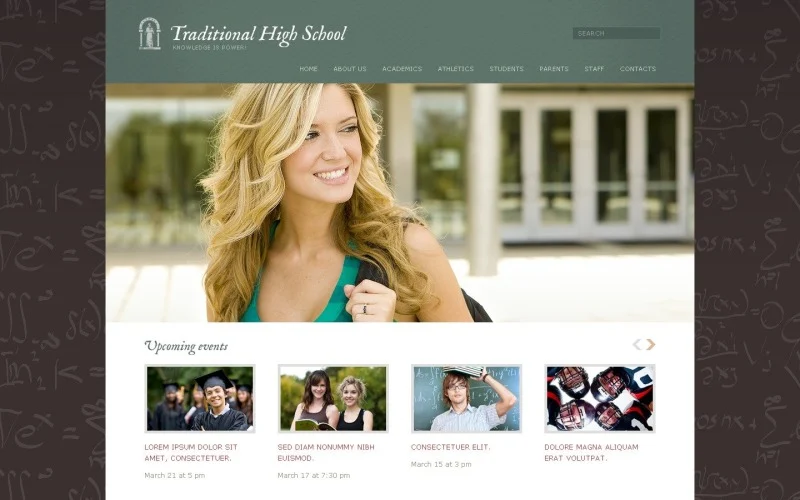 Traditional High School
KNOWLEDGE IS POWER!
SEARCH
HOME ABOUT US ACADEMICS ATHLETICS STUDENTS PARENTS STAFF CONTACTS
Upcoming events
LOREM IPSUM DOLOR SIT
AMET, CONSECTETUER.
March 21 at 5 pm
SED DIAM NONUMMY NIBH
EUISMOD.
March 17 at 7:30 pm
CONSECTETUER ELIT.
March 15 at 3 pm
DOLORE MAGNA ALIQUAM
ERAT VOLUTPAT.